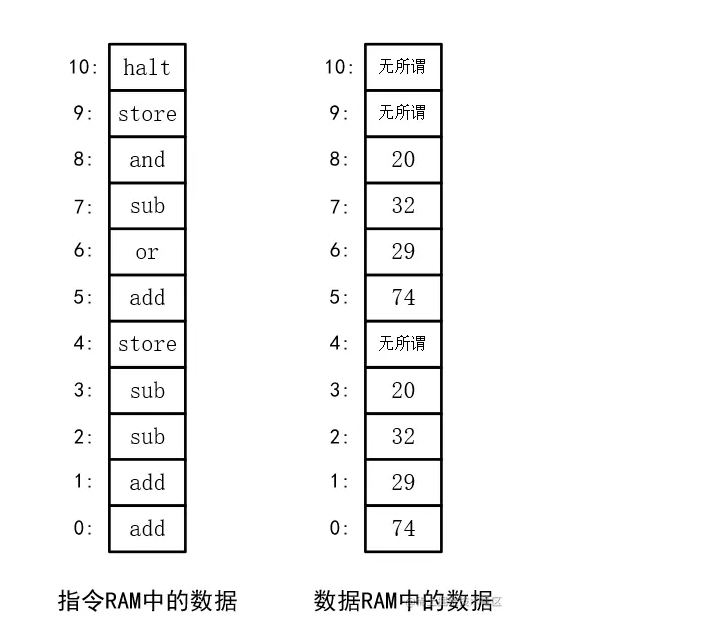 10: halt 10: 无所谓
9: store 9: 无所谓
8: and 8: 20
7: sub 7: 32
6: or 6: 29
5: add 5: 74
4: store 4: 无所谓
3: sub 3: 20
2: sub 2: 32
1: add 1: 29
0: add 0: 74
指令RAM中的数据 数据RAM中的数据